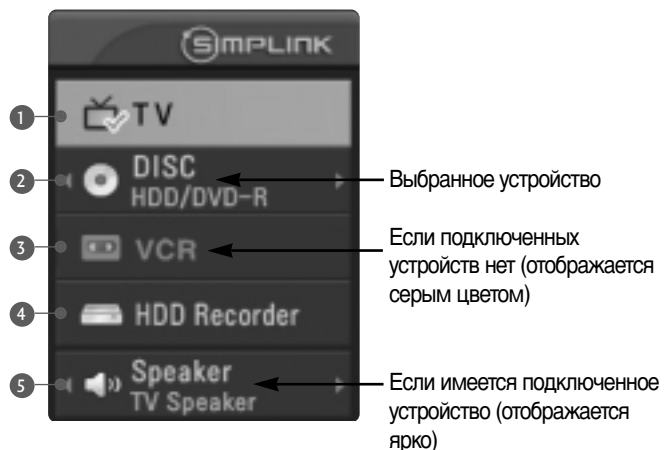 SIMPLINK
1 TV
2 DISC
HDD/DVD-R
Выбранное устройство
3 VCR
Если подключенных
устройств нет (отображается
серым цветом)
4 HDD Recorder
5 Speaker
TV Speaker
Если имеется подключенное
устройство (отображается
ярко)